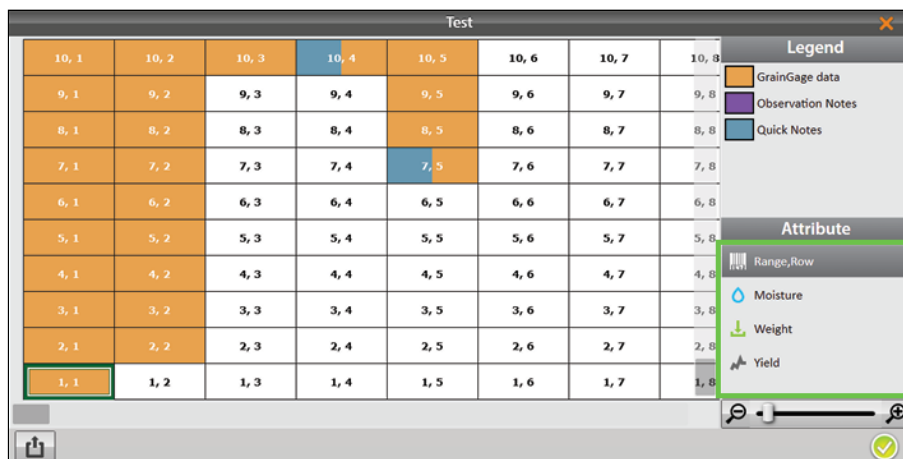 Test
10, 1 10, 2 10, 3 10, 4 10, 5 10, 6 10, 7 10, 8
9, 1 9, 2 9, 3 9, 4 9, 5 9, 6 9, 7 9, 8
8, 1 8, 2 8, 3 8, 4 8, 5 8, 6 8, 7 8, 8
7, 1 7, 2 7, 3 7, 4 7, 5 7, 6 7, 7 7, 8
6, 1 6, 2 6, 3 6, 4 6, 5 6, 6 6, 7 6, 8
5, 1 5, 2 5, 3 5, 4 5, 5 5, 6 5, 7 5, 8
4, 1 4, 2 4, 3 4, 4 4, 5 4, 6 4, 7 4, 8
3, 1 3, 2 3, 3 3, 4 3, 5 3, 6 3, 7 3, 8
2, 1 2, 2 2, 3 2, 4 2, 5 2, 6 2, 7 2, 8
1, 1 1, 2 1, 3 1, 4 1, 5 1, 6 1, 7 1, 8
Legend
GrainGage data
Observation Notes
Quick Notes
Attribute
Range,Row
Moisture
Weight
Yield